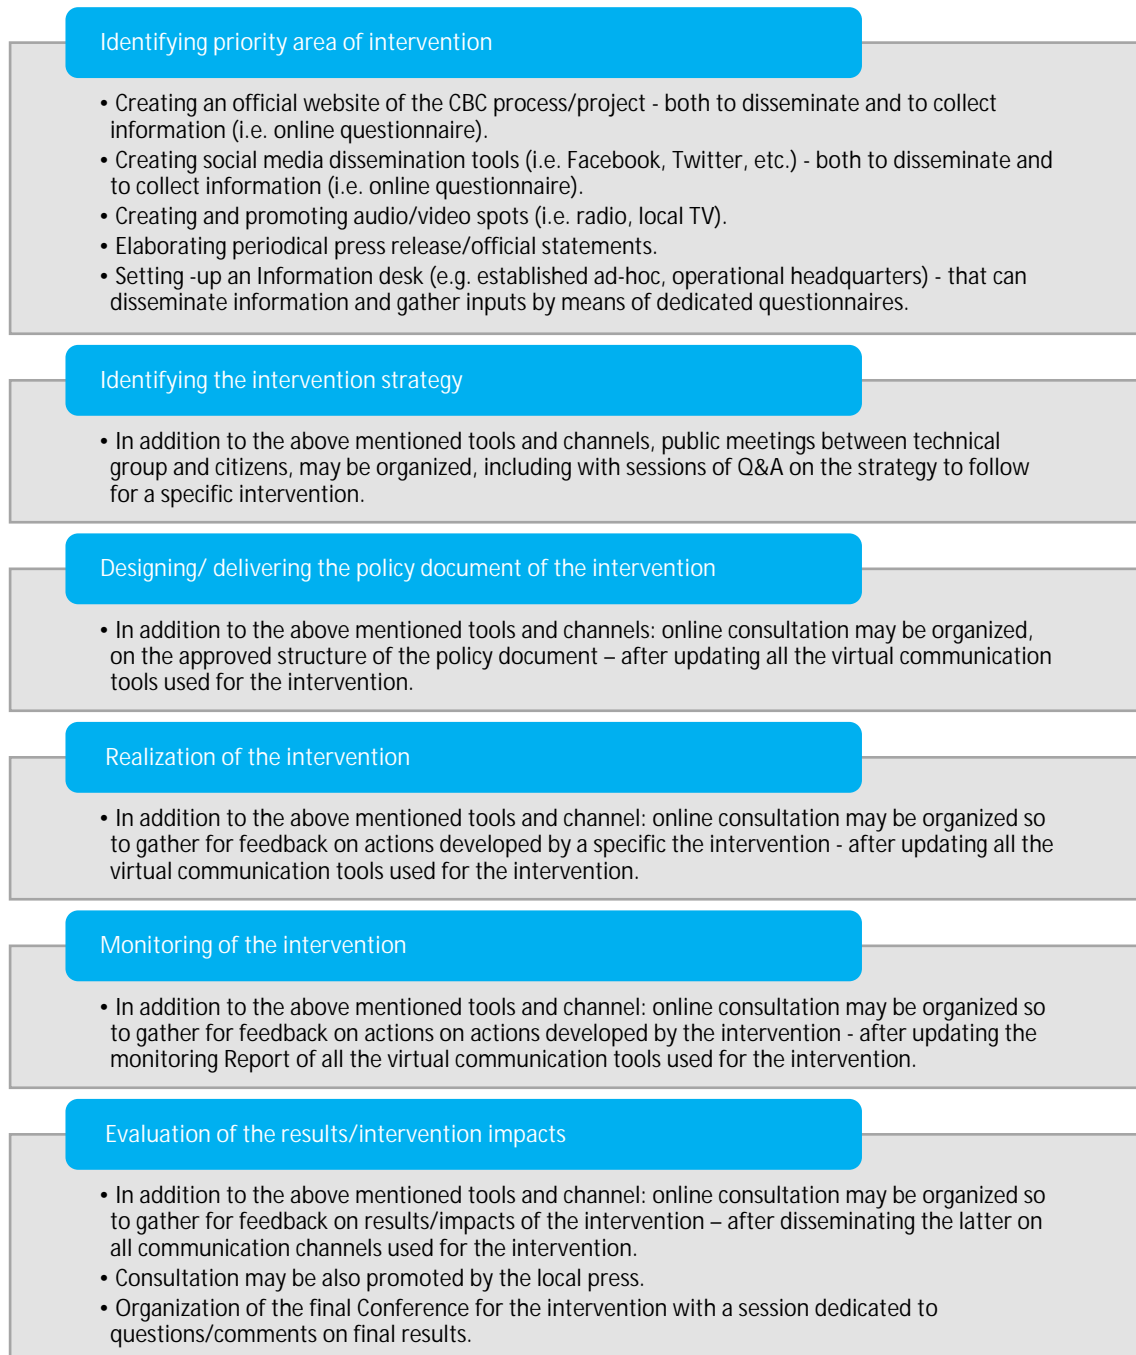 Identifying priority area of intervention
• Creating an official website of the CBC process/project - both to disseminate and to collect
information (i.e. online questionnaire).
• Creating social media dissemination tools (i.e. Facebook, Twitter, etc.) - both to disseminate and
to collect information (i.e. online questionnaire).
• Creating and promoting audio/video spots (i.e. radio, local TV).
• Elaborating periodical press release/official statements.
• Setting -up an Information desk (e.g. established ad-hoc, operational headquarters) - that can
disseminate information and gather inputs by means of dedicated questionnaires.
Identifying the intervention strategy
• In addition to the above mentioned tools and channels, public meetings between technical
group and citizens, may be organized, including with sessions of Q&A on the strategy to follow
for a specific intervention.
Designing/ delivering the policy document of the intervention
• In addition to the above mentioned tools and channels: online consultation may be organized,
on the approved structure of the policy document – after updating all the virtual communication
tools used for the intervention.
Realization of the intervention
• In addition to the above mentioned tools and channel: online consultation may be organized so
to gather for feedback on actions developed by a specific the intervention - after updating all the
virtual communication tools used for the intervention.
Monitoring of the intervention
• In addition to the above mentioned tools and channel: online consultation may be organized so
to gather for feedback on actions on actions developed by the intervention - after updating the
monitoring Report of all the virtual communication tools used for the intervention.
Evaluation of the results/intervention impacts
• In addition to the above mentioned tools and channel: online consultation may be organized so
to gather for feedback on results/impacts of the intervention – after disseminating the latter on
all communication channels used for the intervention.
• Consultation may be also promoted by the local press.
• Organization of the final Conference for the intervention with a session dedicated to
questions/comments on final results.